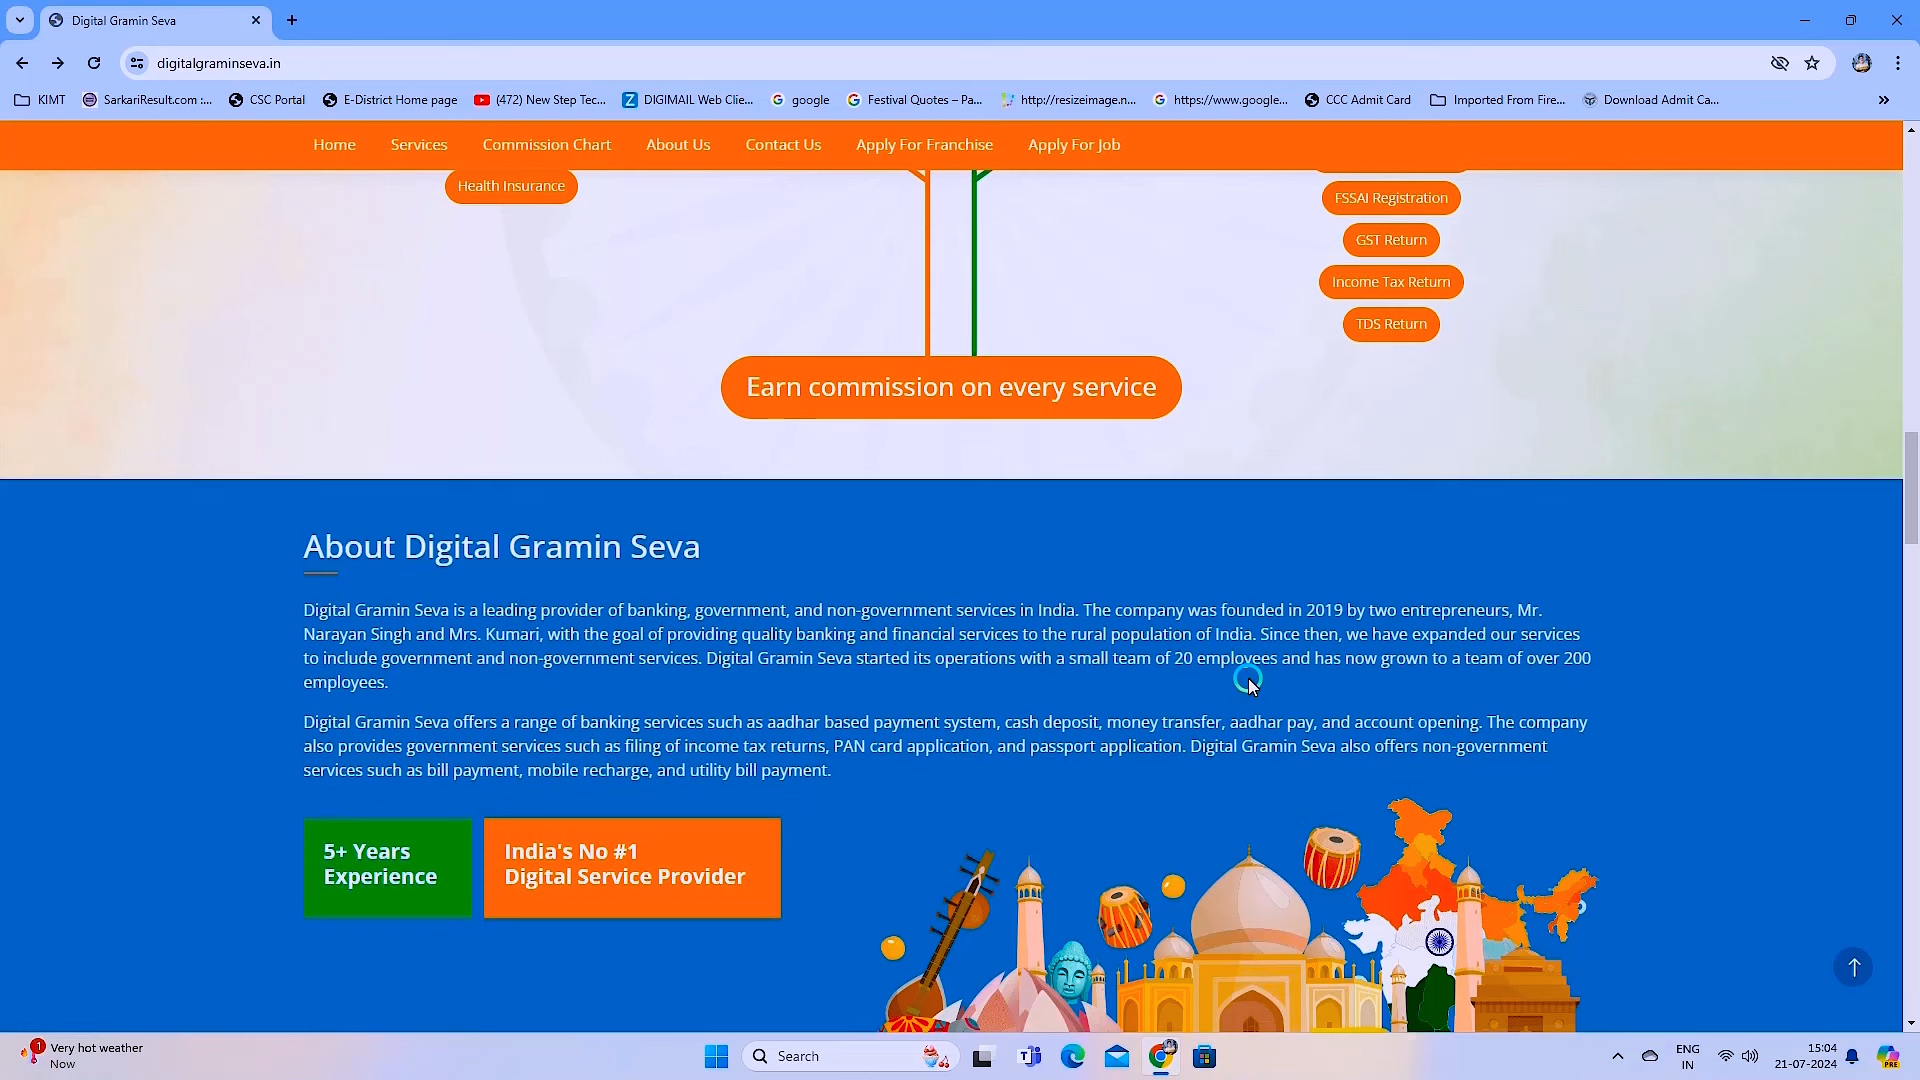 Digital Gramin Seva
digitalgraminseva.in
KIMT SarkariResult.com :... CSC Portal E-District Home page (472) New Step Tec... DIGIMAIL Web Clie... google Festival Quotes – Pa... http://resizeimage.n... https://www.google... CCC Admit Card Imported From Fire... Download Admit Ca...
Home Services Commission Chart About Us Contact Us Apply For Franchise Apply For Job
Health Insurance
FSSAI Registration
GST Return
Income Tax Return
TDS Return
Earn commission on every service
About Digital Gramin Seva
Digital Gramin Seva is a leading provider of banking, government, and non-government services in India. The company was founded in 2019 by two entrepreneurs, Mr.
Narayan Singh and Mrs. Kumari, with the goal of providing quality banking and financial services to the rural population of India. Since then, we have expanded our services
to include government and non-government services. Digital Gramin Seva started its operations with a small team of 20 employees and has now grown to a team of over 200
employees.
Digital Gramin Seva offers a range of banking services such as aadhar based payment system, cash deposit, money transfer, aadhar pay, and account opening. The company
also provides government services such as filing of income tax returns, PAN card application, and passport application. Digital Gramin Seva also offers non-government
services such as bill payment, mobile recharge, and utility bill payment.
5+ Years
Experience
India's No #1
Digital Service Provider
1
Very hot weather
Now
Search
ENG
IN
15:04
21-07-2024
PRE